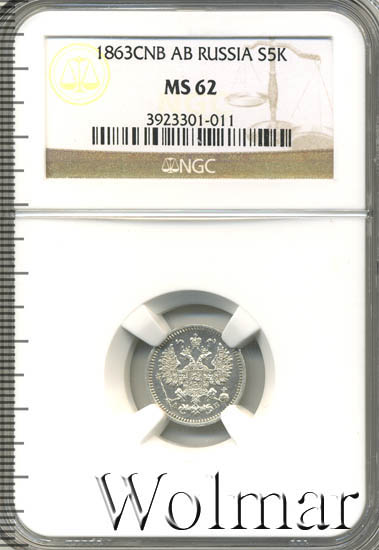 1863CNB AB RUSSIA S5K
MS 62
3923301-011
NGC
Wolmar